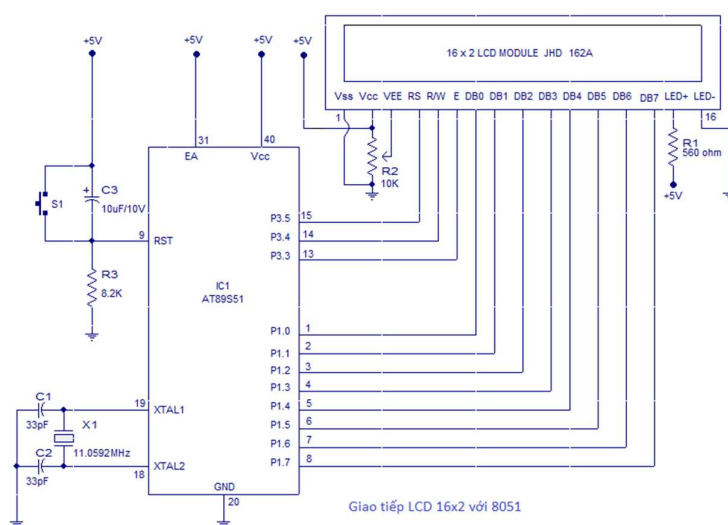 +5V +5V +5V
16 x 2 LCD MODULE JHD 162A
Vss Vcc VEE RS R/W E DB0 DB1 DB2 DB3 DB4 DB5 DB6 DB7 LED+ LED-
1 16
31 40
EA Vcc
R2
10K
R1
560 ohm
+5V
S1
C3
+
10uF/10V
9 RST
R3
8.2K
IC1
AT89S51
P3.5 15
P3.4 14
P3.3 13
P1.0 1
P1.1 2
P1.2 3
P1.3 4
P1.4 5
P1.5 6
P1.6 7
P1.7 8
C1
33pF
19 XTAL1
X1
11.0592MHz
C2
33pF
18 XTAL2
GND
20
Giao tiếp LCD 16x2 với 8051